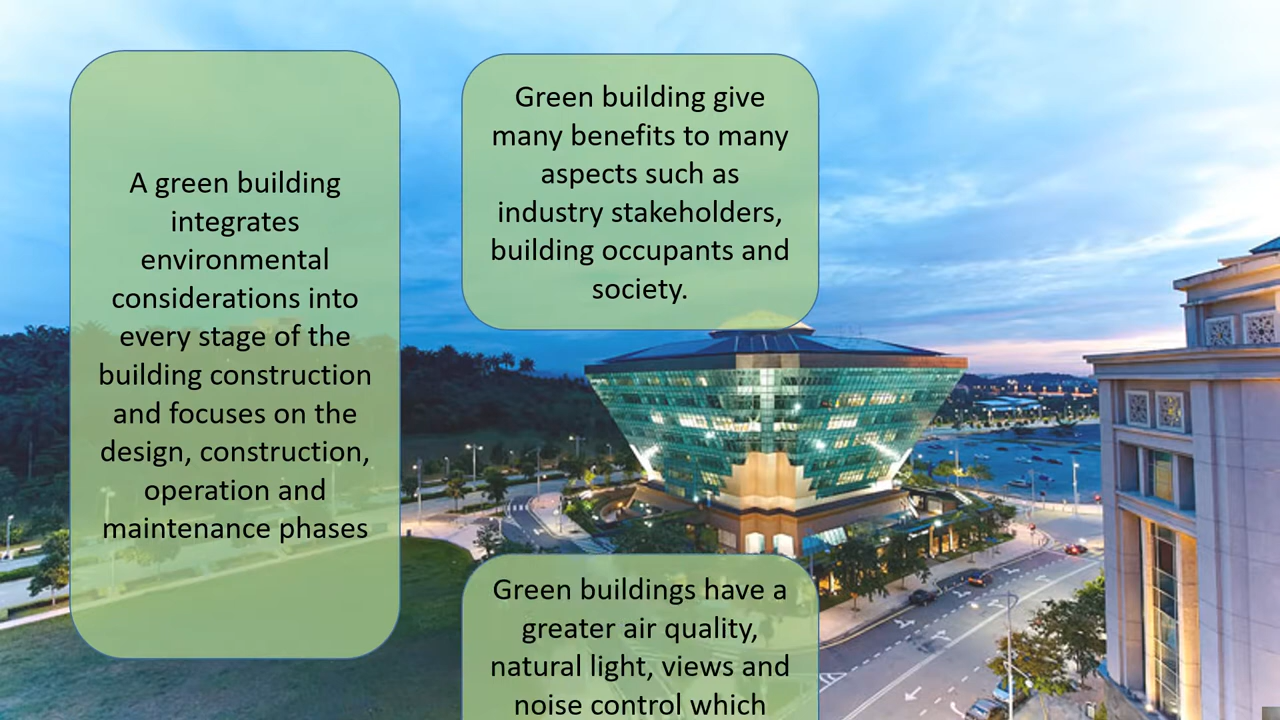 A green building
integrates
environmental
considerations into
every stage of the
building construction
and focuses on the
design, construction,
operation and
maintenance phases
Green building give
many benefits to many
aspects such as
industry stakeholders,
building occupants and
society.
Green buildings have a
greater air quality,
natural light, views and
noise control which